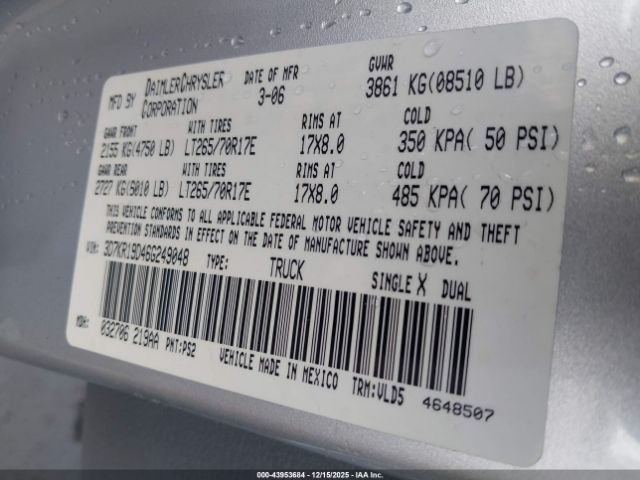 MFD BY DAIMLERCHRYSLER CORPORATION
DATE OF MFR 3-06
GVWR 3861 KG(08510 LB)
GAWR FRONT WITH TIRES RIMS AT COLD
2155 KG(4750 LB) LT265/70R17E 17X8.0 350 KPA( 50 PSI)
GAWR REAR WITH TIRES RIMS AT COLD
2727 KG(6010 LB) LT265/70R17E 17X8.0 485 KPA( 70 PSI)
THIS VEHICLE CONFORMS TO ALL APPLICABLE FEDERAL MOTOR VEHICLE SAFETY AND THEFT
PREVENTION STANDARDS IN EFFECT ON THE DATE OF MANUFACTURE SHOWN ABOVE.
VIN: 3D7KR19D46G249048 TYPE: TRUCK SINGLE X DUAL
MDH: 032706 219AA PNT:PS2
VEHICLE MADE IN MEXICO TRM:VLD5 4648507
000-43953684 - 12/15/2025 - IAAI.COM